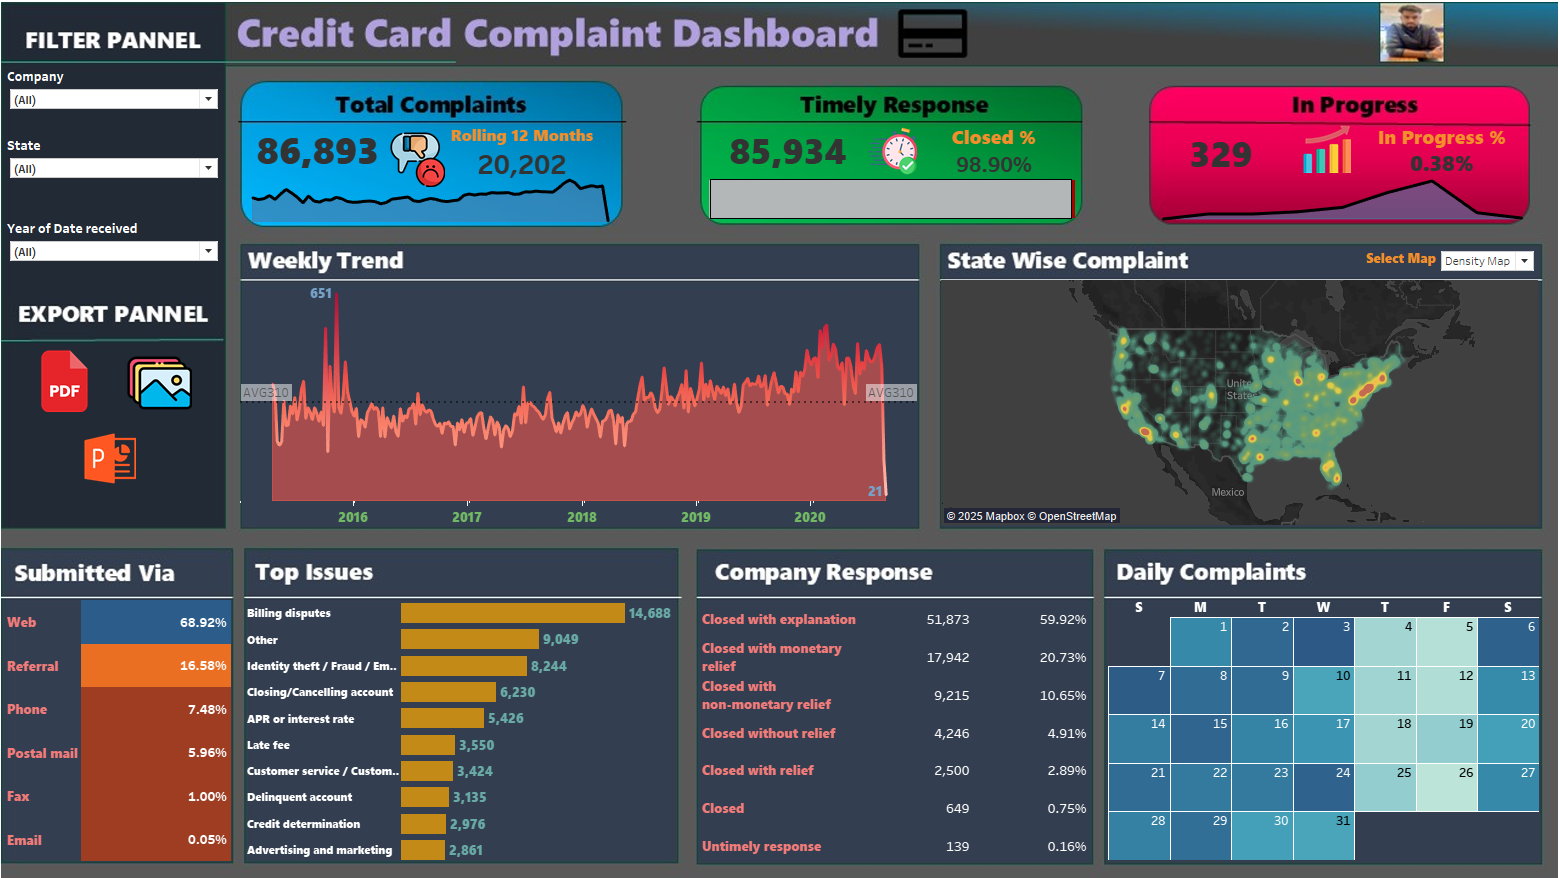 FILTER PANNEL
Credit Card Complaint Dashboard
Company
(All)
State
(All)
Year of Date received
(All)
EXPORT PANNEL
PDF
P
Total Complaints
86,893
Rolling 12 Months
20,202
Timely Response
85,934
Closed %
98.90%
In Progress
329
In Progress %
0.38%
Weekly Trend
651
AVG310
AVG310
21
2016
2017
2018
2019
2020
State Wise Complaint
Select Map
Density Map
United
States
Mexico
© 2025 Mapbox © OpenStreetMap
Submitted Via
Web 68.92%
Referral 16.58%
Phone 7.48%
Postal mail 5.96%
Fax 1.00%
Email 0.05%
Top Issues
Billing disputes 14,688
Other 9,049
Identity theft / Fraud / Em.. 8,244
Closing/Cancelling account 6,230
APR or interest rate 5,426
Late fee 3,550
Customer service / Custom.. 3,424
Delinquent account 3,135
Credit determination 2,976
Advertising and marketing 2,861
Company Response
Closed with explanation 51,873 59.92%
Closed with monetary
relief 17,942 20.73%
Closed with
non-monetary relief 9,215 10.65%
Closed without relief 4,246 4.91%
Closed with relief 2,500 2.89%
Closed 649 0.75%
Untimely response 139 0.16%
Daily Complaints
S M T W T F S
1 2 3 4 5 6
7 8 9 10 11 12 13
14 15 16 17 18 19 20
21 22 23 24 25 26 27
28 29 30 31